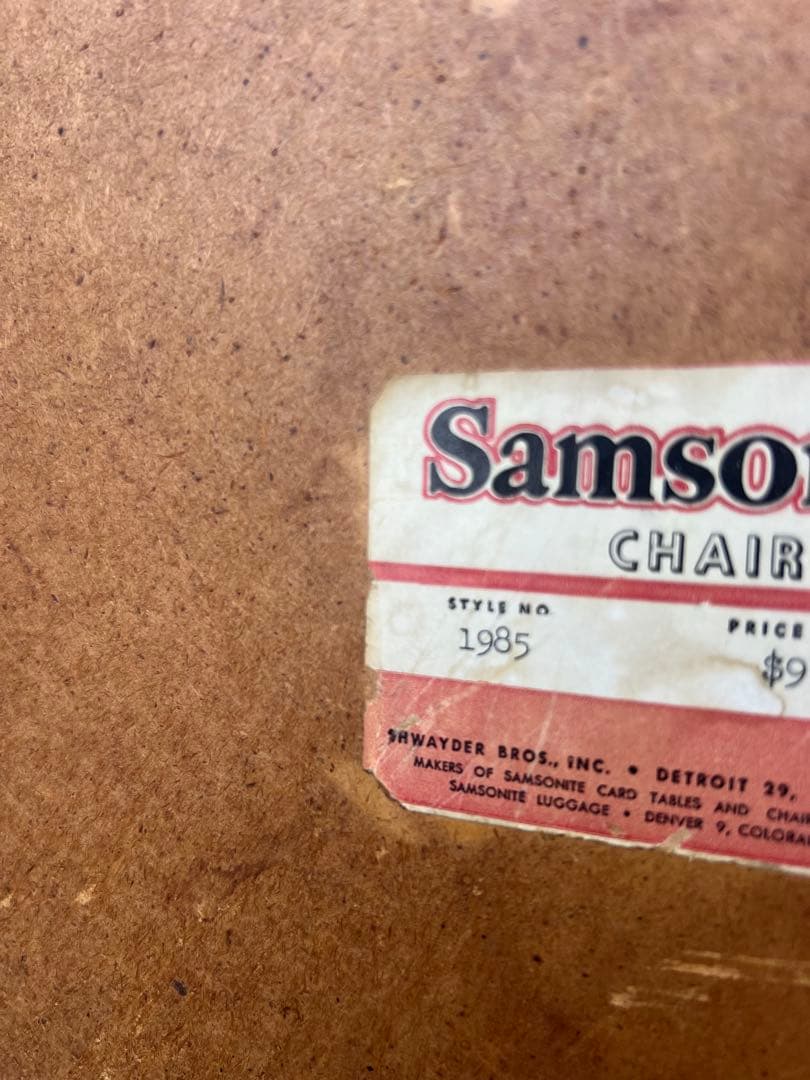 Samso
CHAIR
STYLE NO. PRICE
1985 $9
SHWAYDER BROS., INC. • DETROIT 29,
MAKERS OF SAMSONITE CARD TABLES AND CHAIR
SAMSONITE LUGGAGE • DENVER 9, COLORA